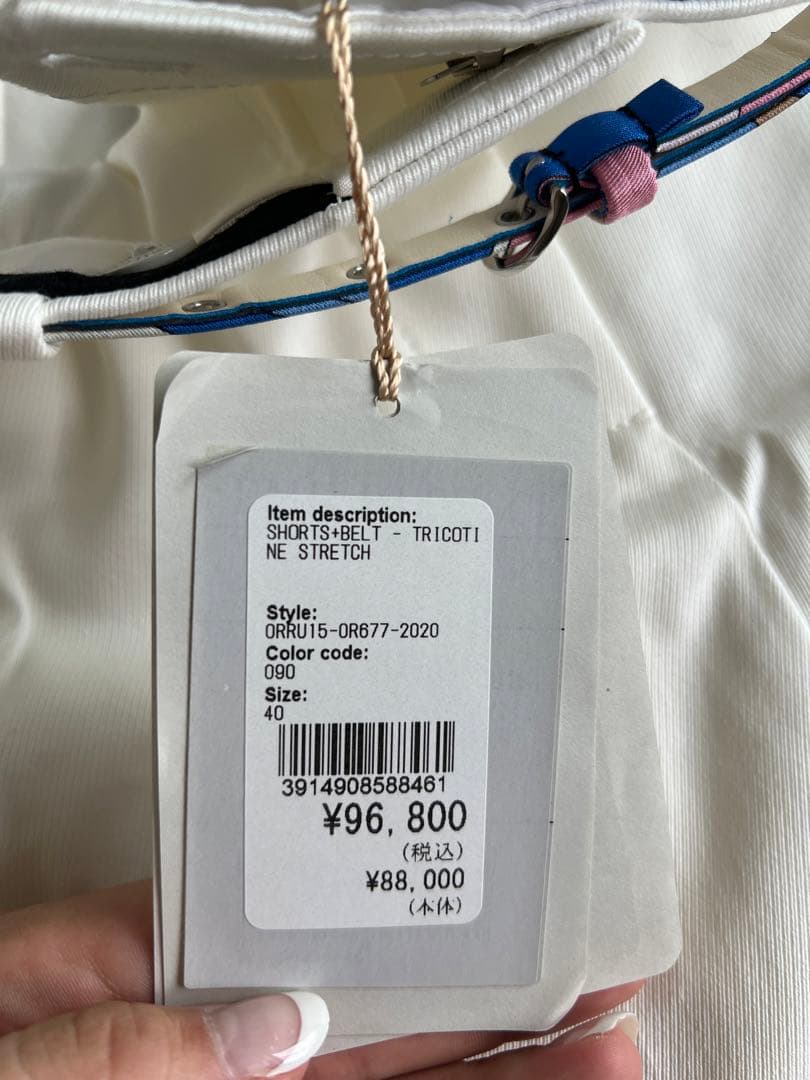 Item description:
SHORTS+BELT - TRICOTI
NE STRETCH
Style:
ORRU15-OR677-2020
Color code:
090
Size:
40
3914908588461
¥96,800
(税込)
¥88,000
(本体)